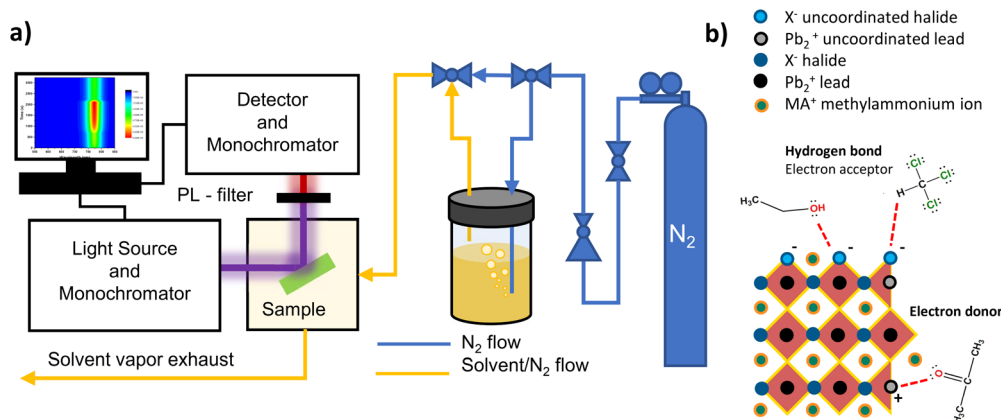 a)
Detector
and
Monochromator
PL - filter
Light Source
and
Monochromator
Sample
Solvent vapor exhaust
N2 flow
Solvent/N2 flow
N2
b)
X- uncoordinated halide
Pb2+ uncoordinated lead
X- halide
Pb2+ lead
MA+ methylammonium ion
Hydrogen bond
Electron acceptor
H3C
OH
H
Cl
Cl
Cl
-
-
-
Electron donor
+
O
CH3
CH3